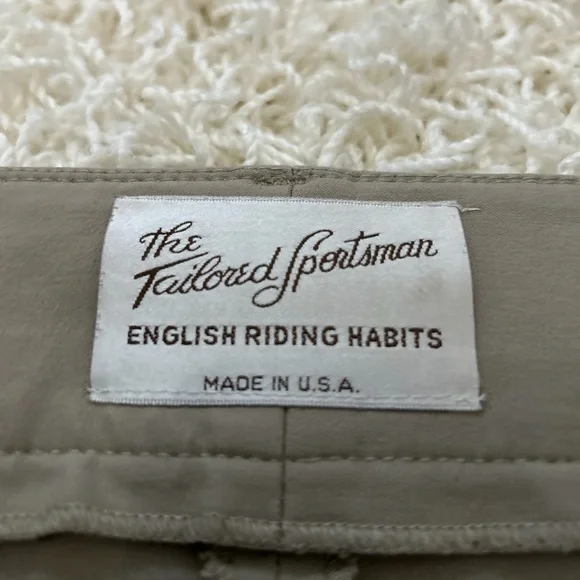 The
Tailored Sportsman
ENGLISH RIDING HABITS
MADE IN U.S.A.